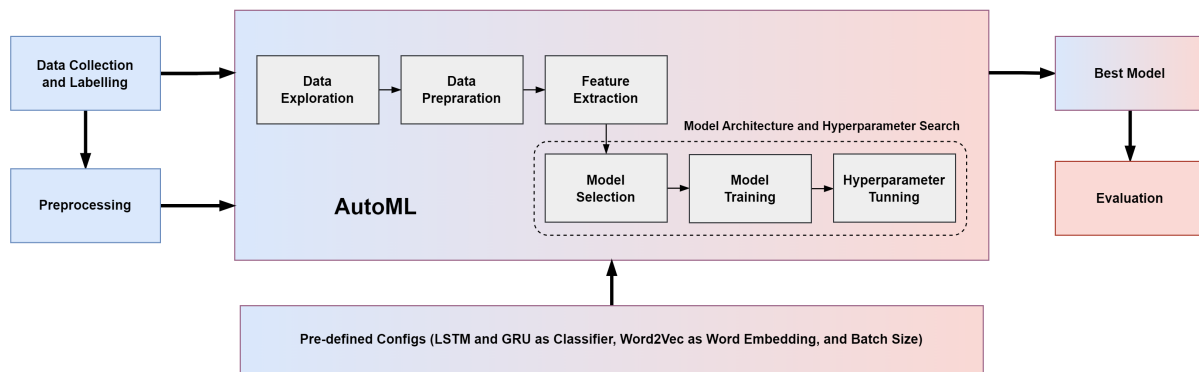 Data Collection
and Labelling
Preprocessing
Data
Exploration
Data
Prepraration
Feature
Extraction
Model Architecture and Hyperparameter Search
Model
Selection
Model
Training
Hyperpunameter
Tunning
AutoML
Pre-defined Configs (LSTM and GRU as Classifier, Word2Vec as Word Embedding, and Batch Size)
Best Model
Evaluation